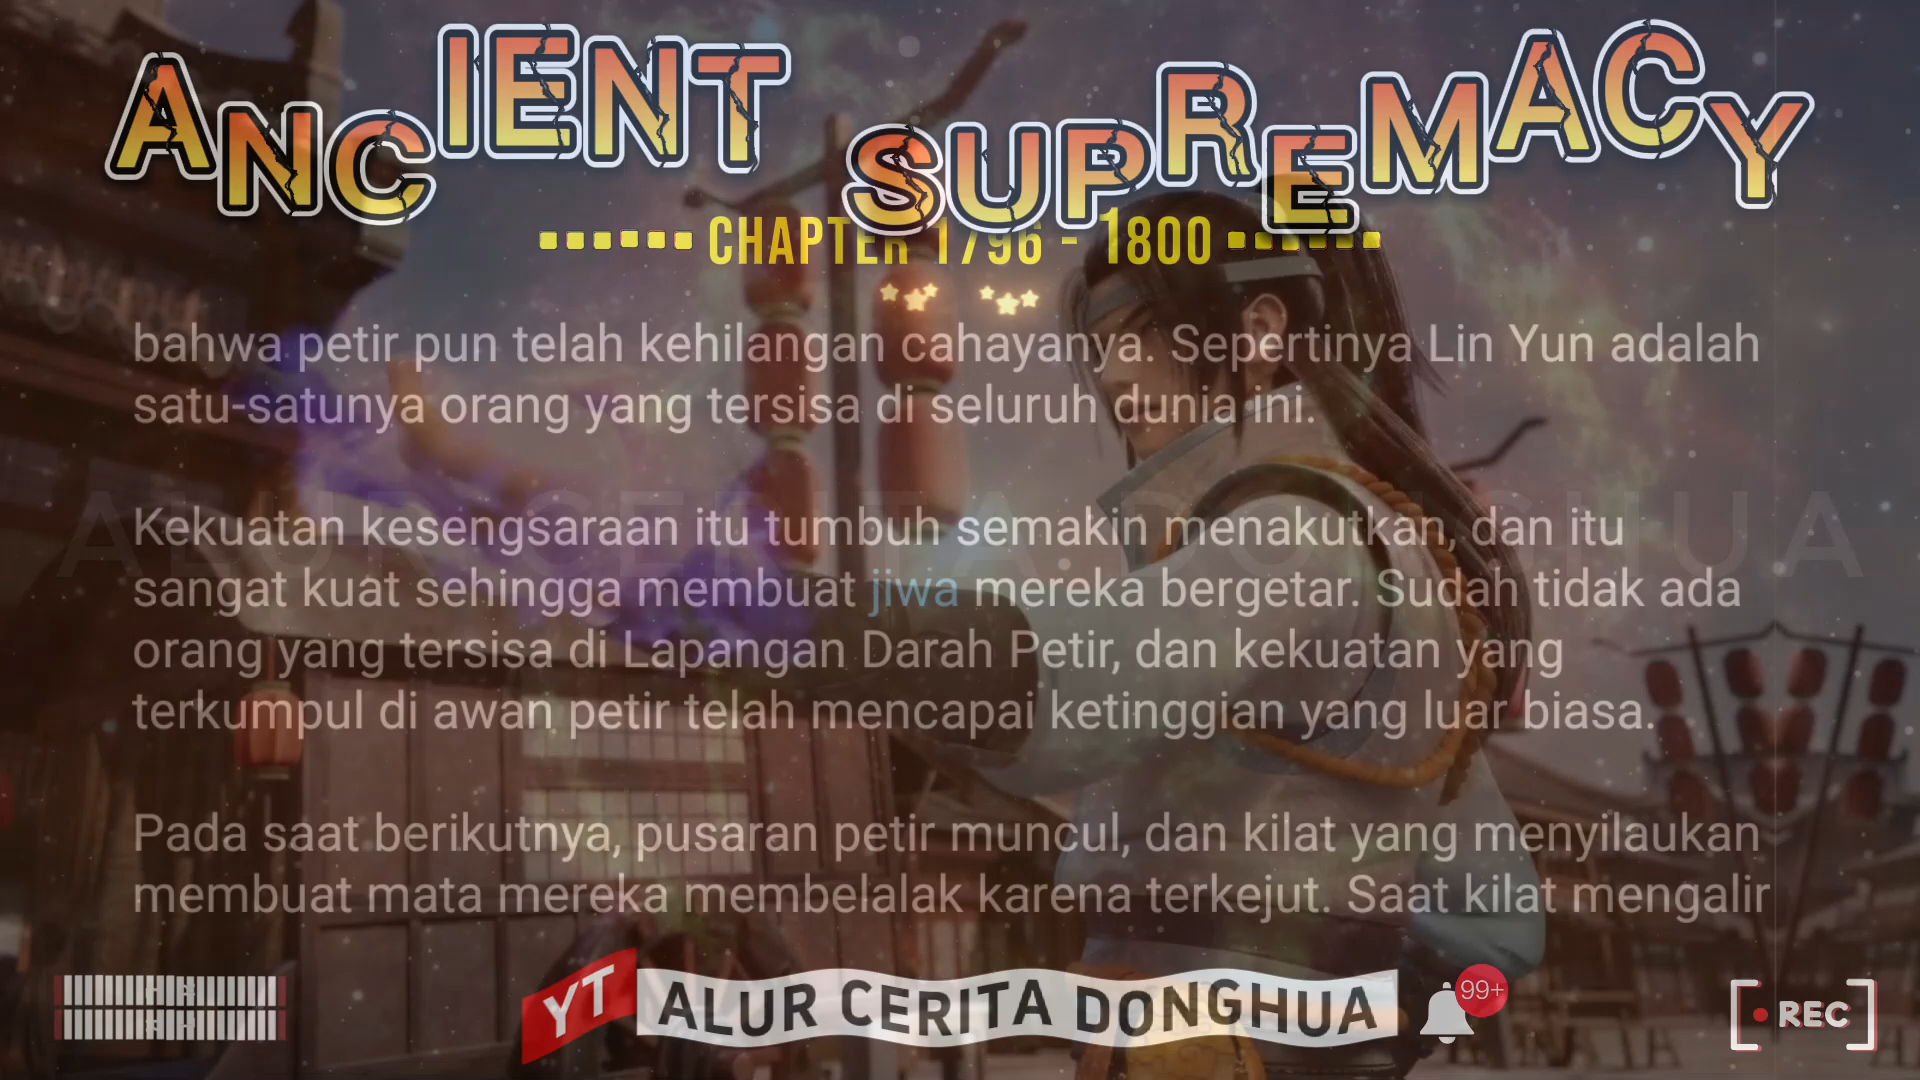 ANCIENT SUPREMACY
CHAPTER 1796 - 1800
bahwa petir pun telah kehilangan cahayanya. Sepertinya Lin Yun adalah
satu-satunya orang yang tersisa di seluruh dunia ini.
ALUR CERITA DONGHUA
Kekuatan kesengsaraan itu tumbuh semakin menakutkan, dan itu
sangat kuat sehingga membuat jiwa mereka bergetar. Sudah tidak ada
orang yang tersisa di Lapangan Darah Petir, dan kekuatan yang
terkumpul di awan petir telah mencapai ketinggian yang luar biasa.
Pada saat berikutnya, pusaran petir muncul, dan kilat yang menyilaukan
membuat mata mereka membelalak karena terkejut. Saat kilat mengalir
YT ALUR CERITA DONGHUA 99+
REC